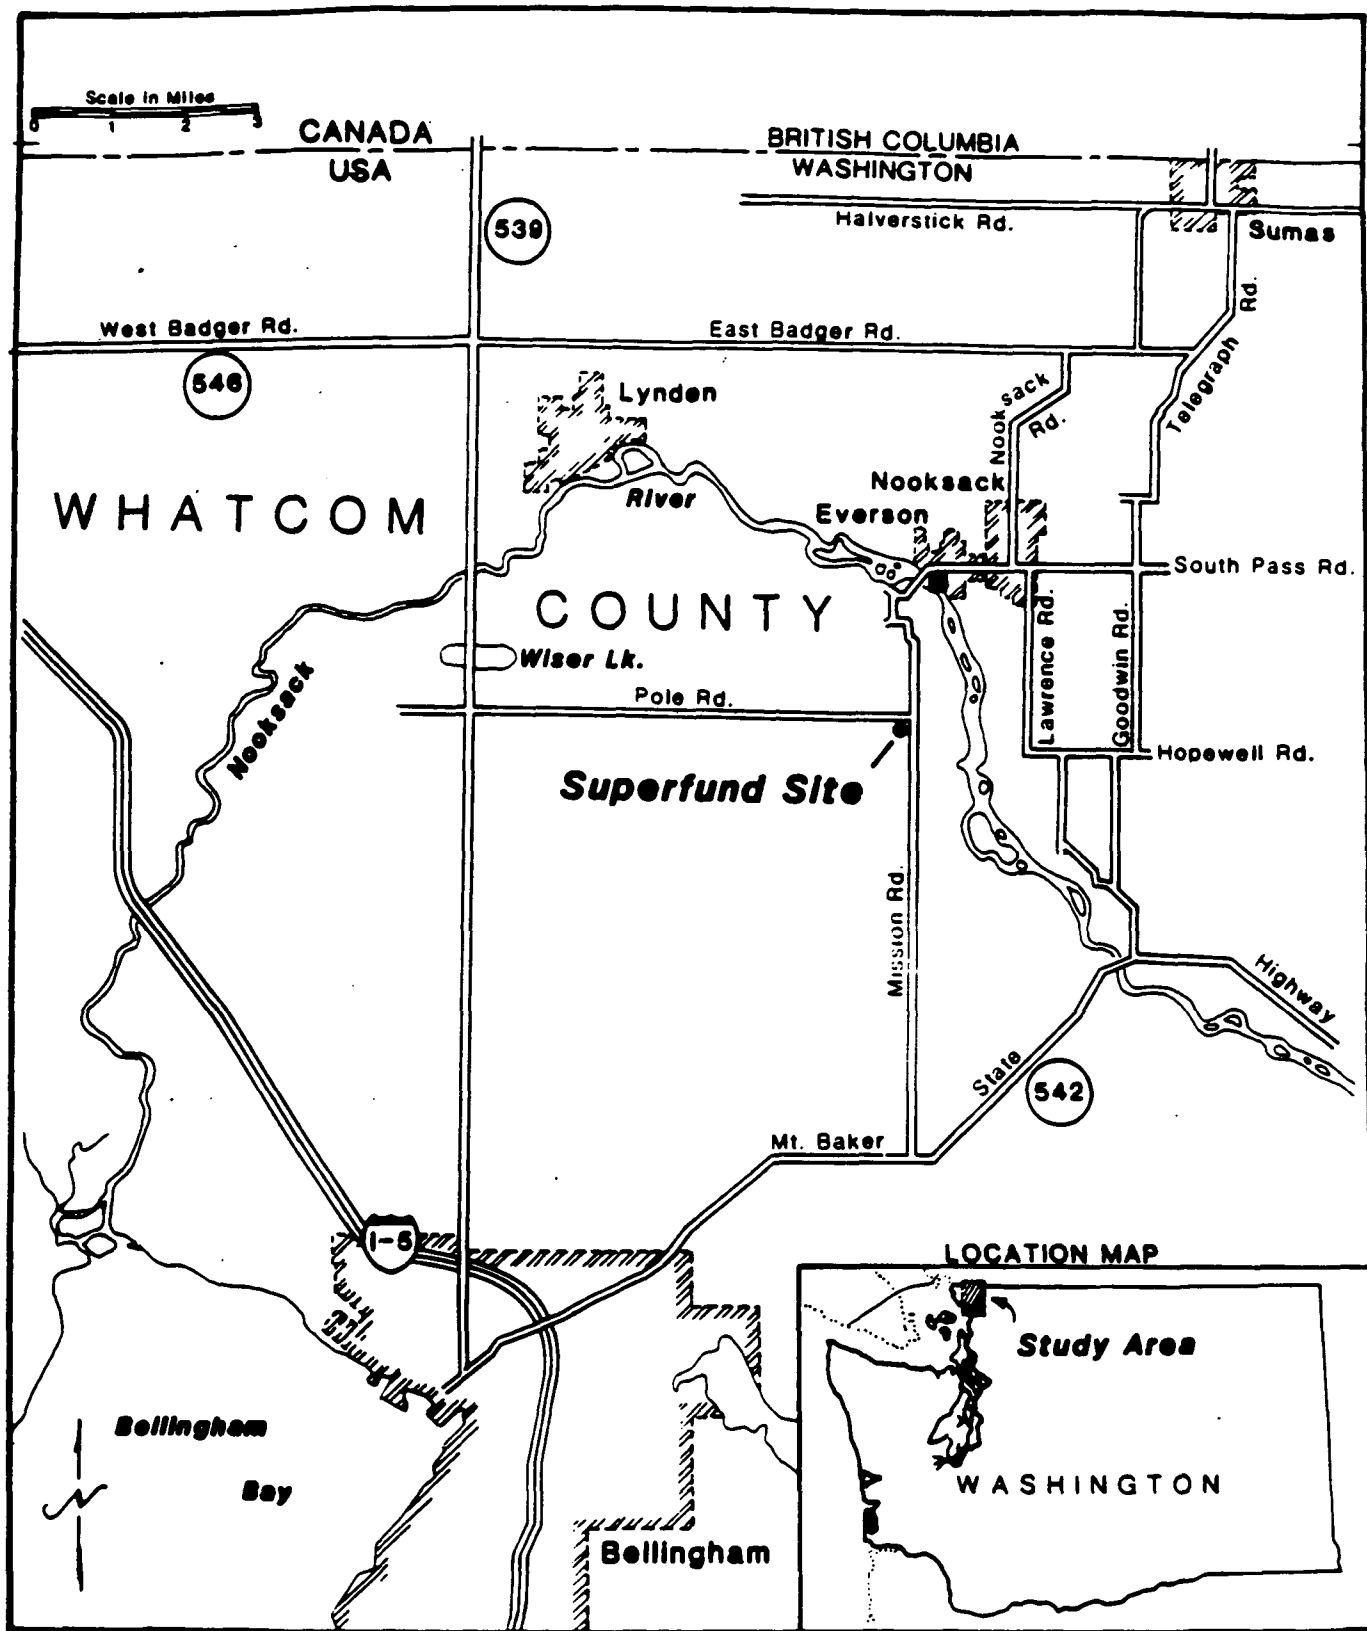 Scale in Miles
0 1 2 3
CANADA
USA
BRITISH COLUMBIA
WASHINGTON
539
Halverstick Rd.
Sumas
West Badger Rd.
East Badger Rd.
Telegraph Rd.
546
Lynden
Nooksack Rd.
WHATCOM
River
Nooksack
Everson
South Pass Rd.
COUNTY
Wiser Lk.
Nooksack
Pole Rd.
Lawrence Rd.
Goodwin Rd.
Hopewell Rd.
Superfund Site
Mission Rd.
Highway
State
542
Mt. Baker
I-5
LOCATION MAP
Study Area
WASHINGTON
Bellingham
Bay
N
Bellingham